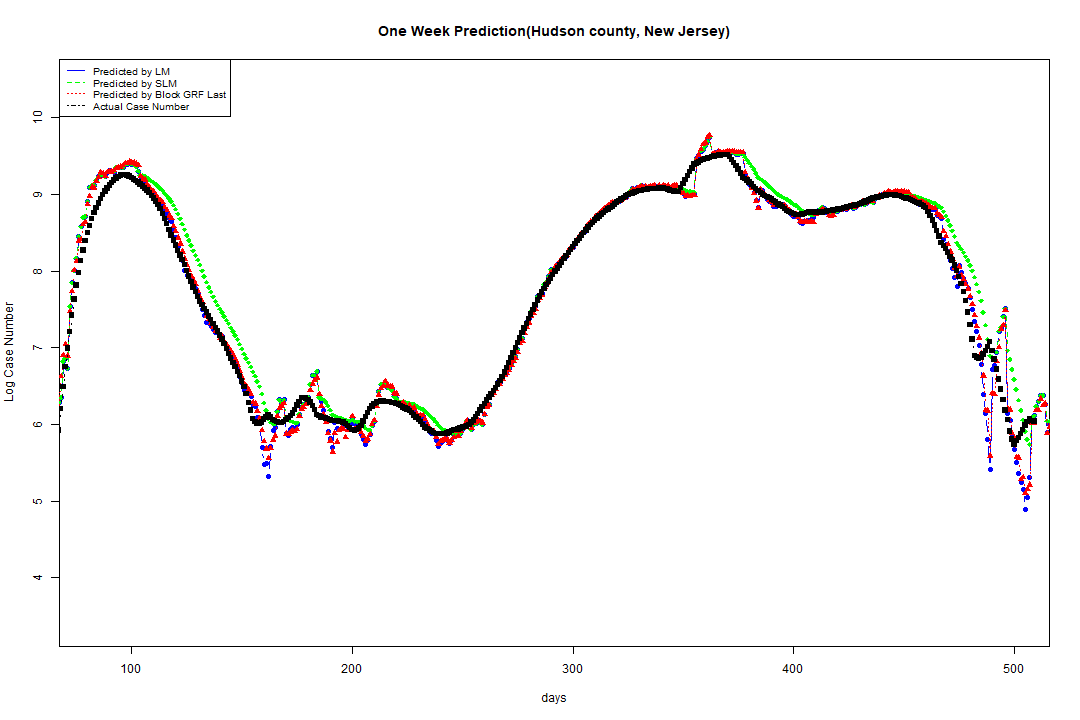 One Week Prediction(Hudson county, New Jersey)
Predicted by LM
Predicted by SLM
Predicted by Block GRF Last
Actual Case Number
10
9
8
7
6
5
4
Log Case Number
100 200 300 400 500
days